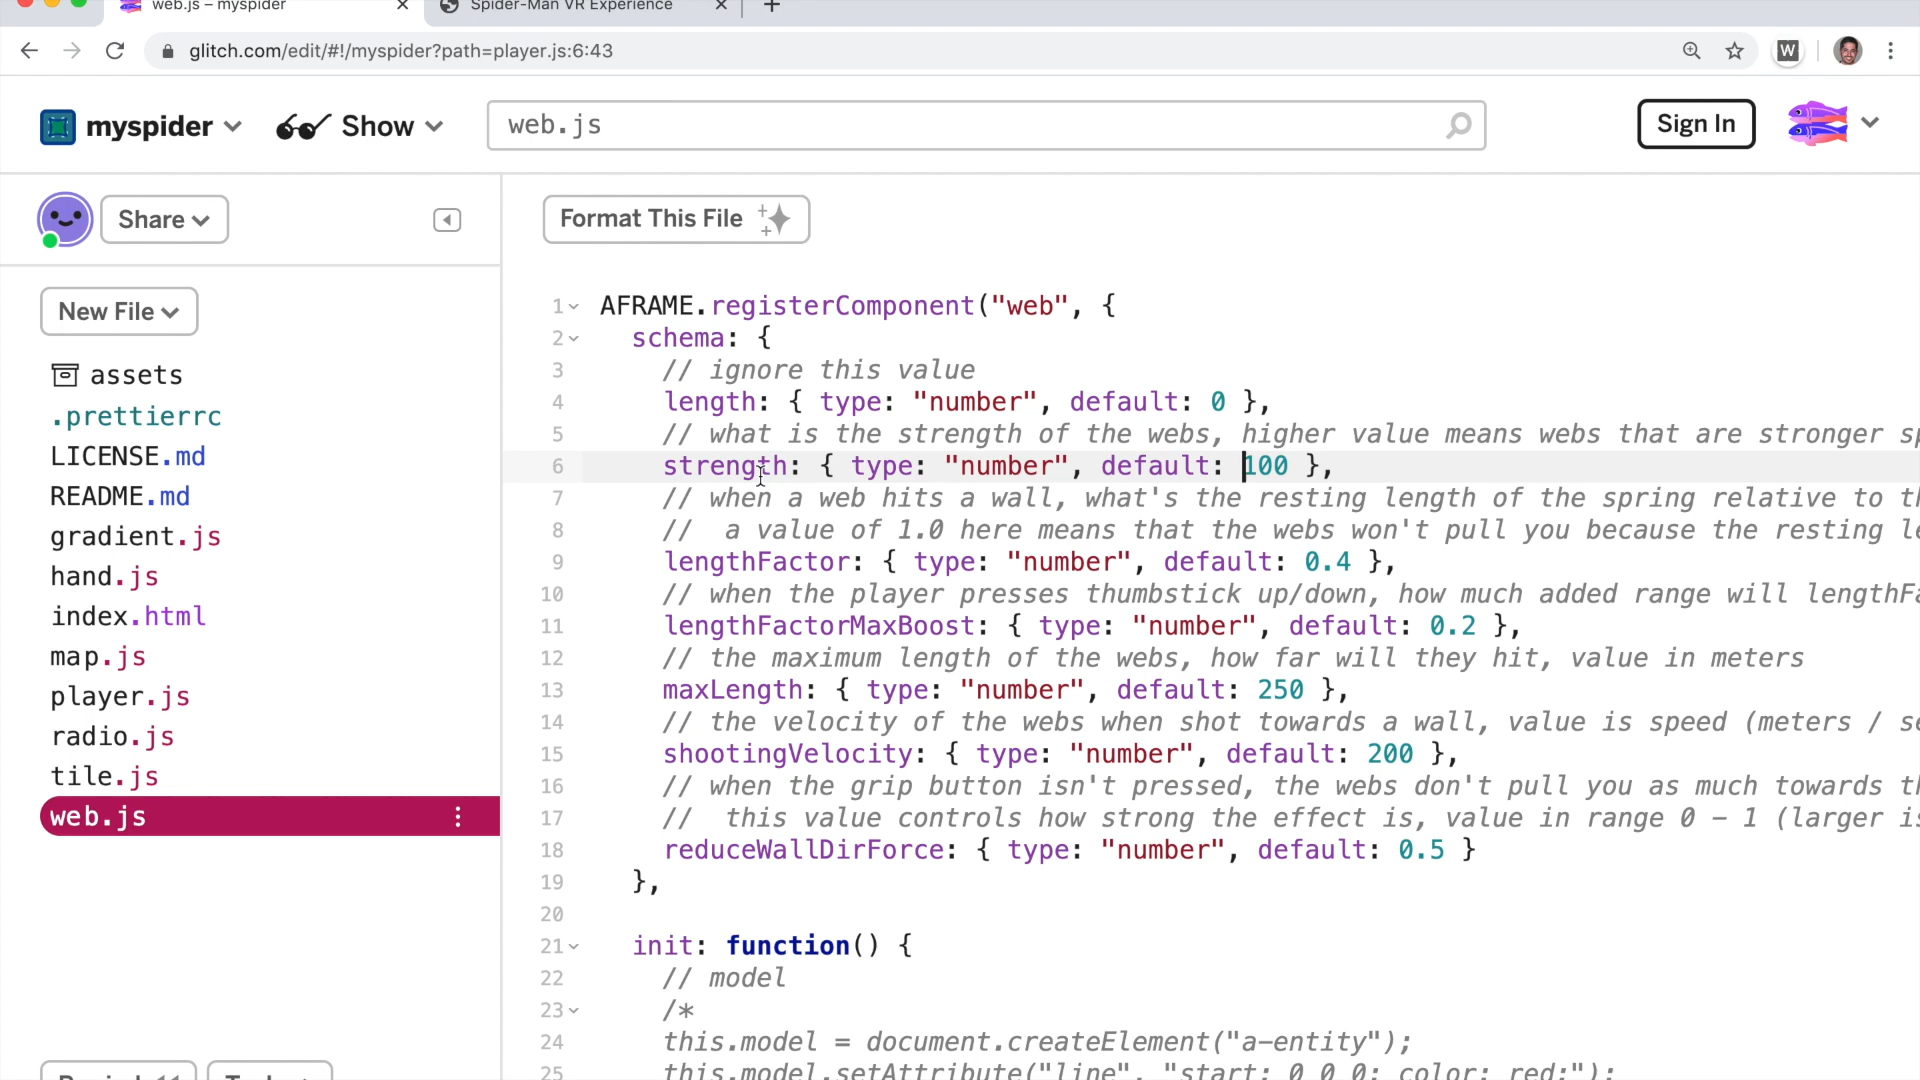 web.js – myspider
Spider-Man VR Experience
glitch.com/edit/#!/myspider?path=player.js:6:43
W
myspider
Show
web.js
Sign In
Share
Format This File
New File
assets
.prettierrc
LICENSE.md
README.md
gradient.js
hand.js
index.html
map.js
player.js
radio.js
tile.js
web.js
1 AFRAME.registerComponent("web", {
2 schema: {
3 // ignore this value
4 length: { type: "number", default: 0 },
5 // what is the strength of the webs, higher value means webs that are stronger
6 strength: { type: "number", default: 100 },
7 // when a web hits a wall, what's the resting length of the spring relative to
8 //  a value of 1.0 here means that the webs won't pull you because the resting
9 lengthFactor: { type: "number", default: 0.4 },
10 // when the player presses thumbstick up/down, how much added range will
11 lengthFactorMaxBoost: { type: "number", default: 0.2 },
12 // the maximum length of the webs, how far will they hit, value in meters
13 maxLength: { type: "number", default: 250 },
14 // the velocity of the webs when shot towards a wall, value is speed (meters /
15 shootingVelocity: { type: "number", default: 200 },
16 // when the grip button isn't pressed, the webs don't pull you as much towards
17 //  this value controls how strong the effect is, value in range 0 – 1 (larger
18 reduceWallDirForce: { type: "number", default: 0.5 }
19 },
20
21 init: function() {
22 // model
23 /*
24 this.model = document.createElement("a-entity");
25 this.model.setAttribute("line", "start: 0 0 0; color: red;");